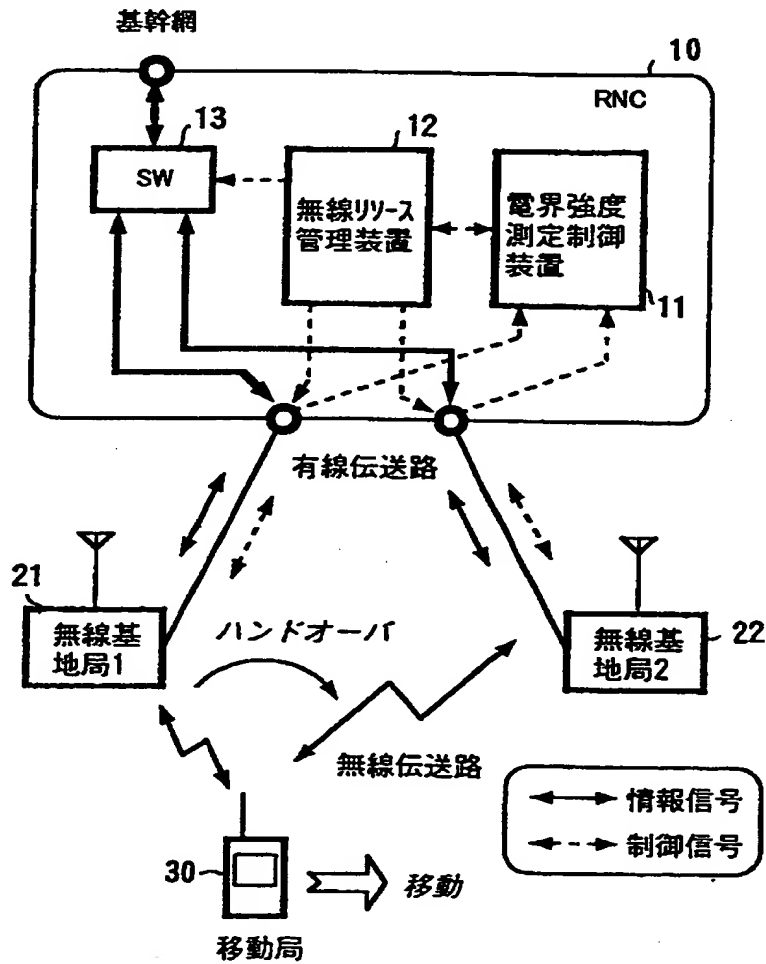 基幹網
10
RNC
13
12
SW
無線リソース
管理装置
電界強度
測定制御
装置
11
有線伝送路
21
無線基
地局1
ハンドオーバ
無線基
地局2
22
無線伝送路
情報信号
制御信号
30
移動
移動局